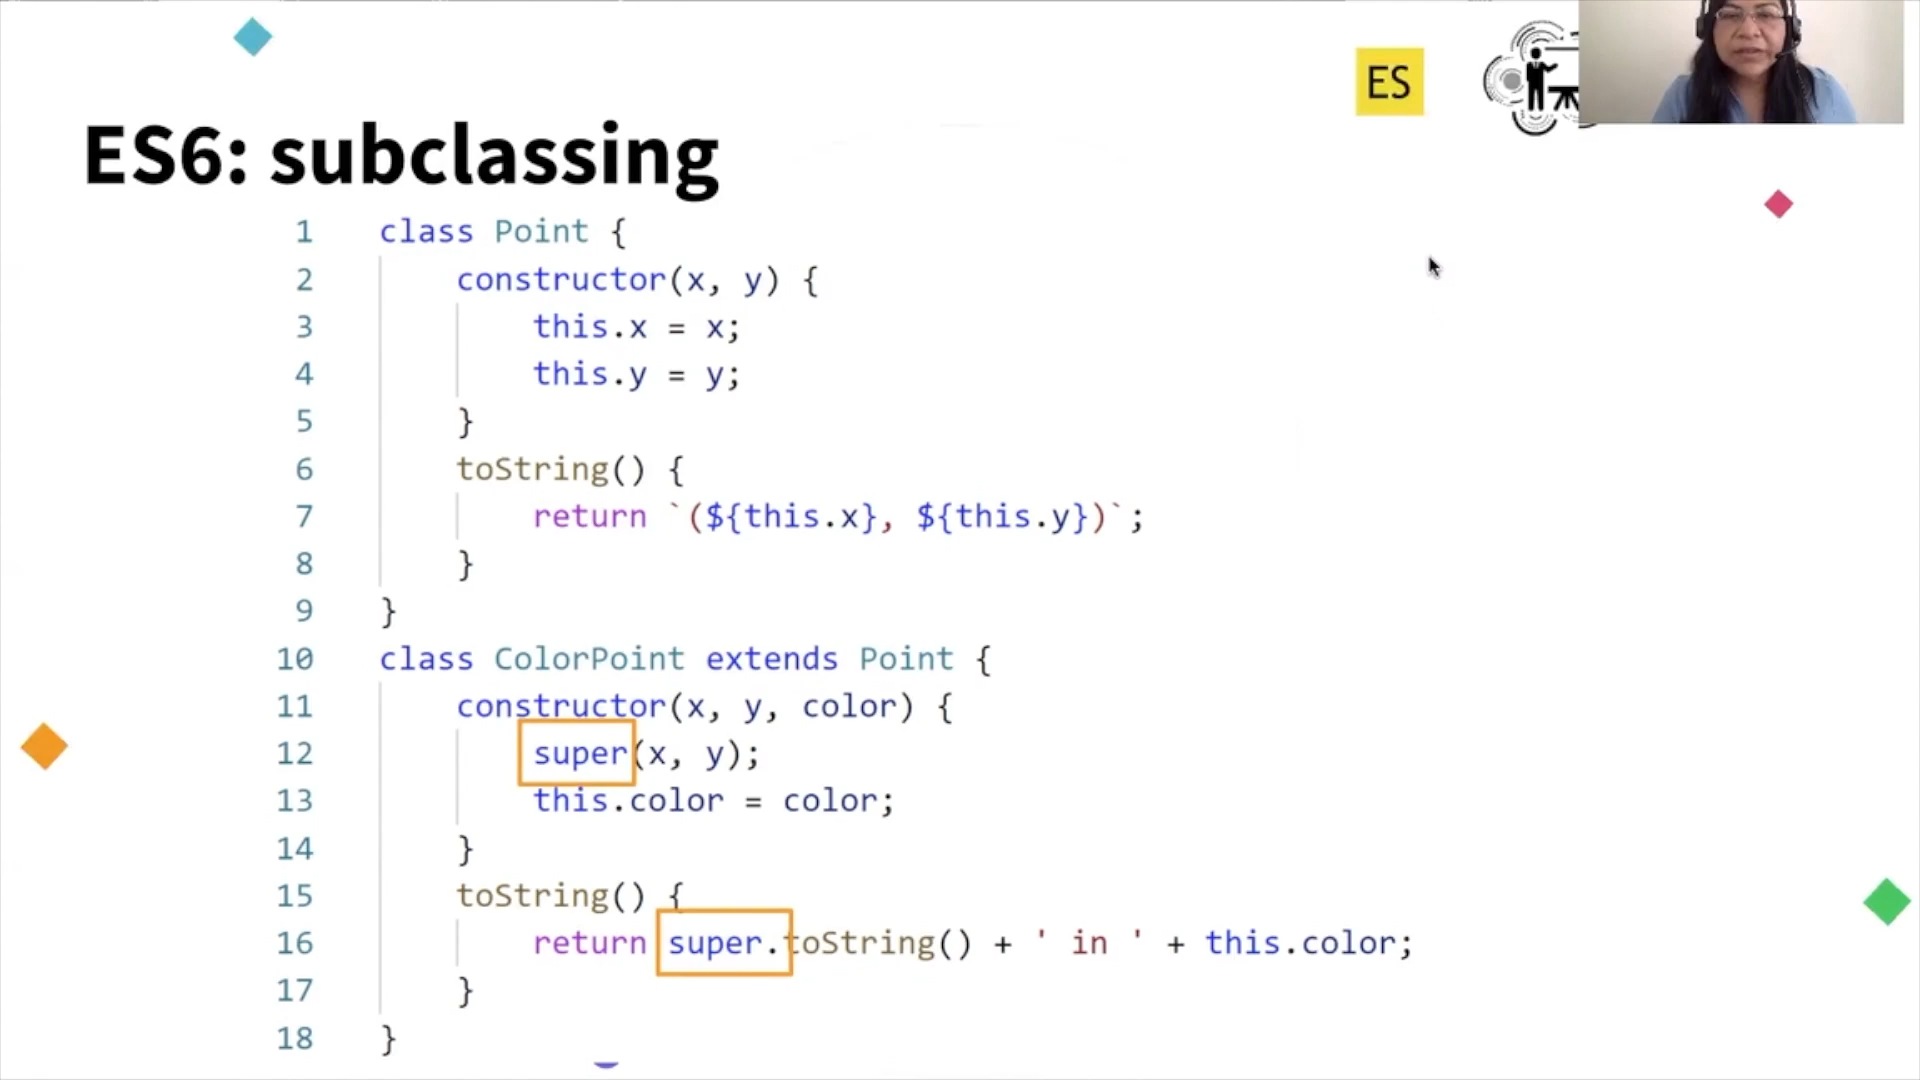 ES
ES6: subclassing
1 class Point {
2 constructor(x, y) {
3 this.x = x;
4 this.y = y;
5 }
6 toString() {
7 return `(${this.x}, ${this.y})`;
8 }
9 }
10 class ColorPoint extends Point {
11 constructor(x, y, color) {
12 super(x, y);
13 this.color = color;
14 }
15 toString() {
16 return super.toString() + ' in ' + this.color;
17 }
18 }